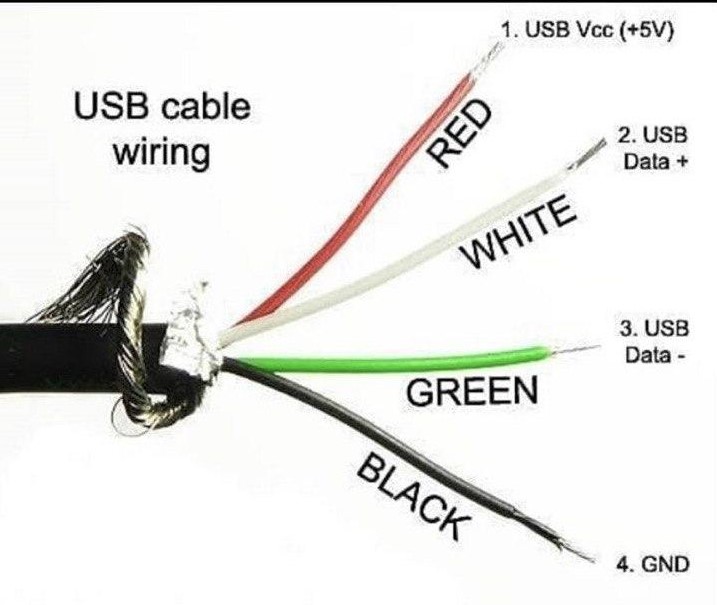 1. USB Vcc (+5V)
USB cable
wiring
RED
2. USB
Data +
WHITE
3. USB
Data -
GREEN
BLACK
4. GND